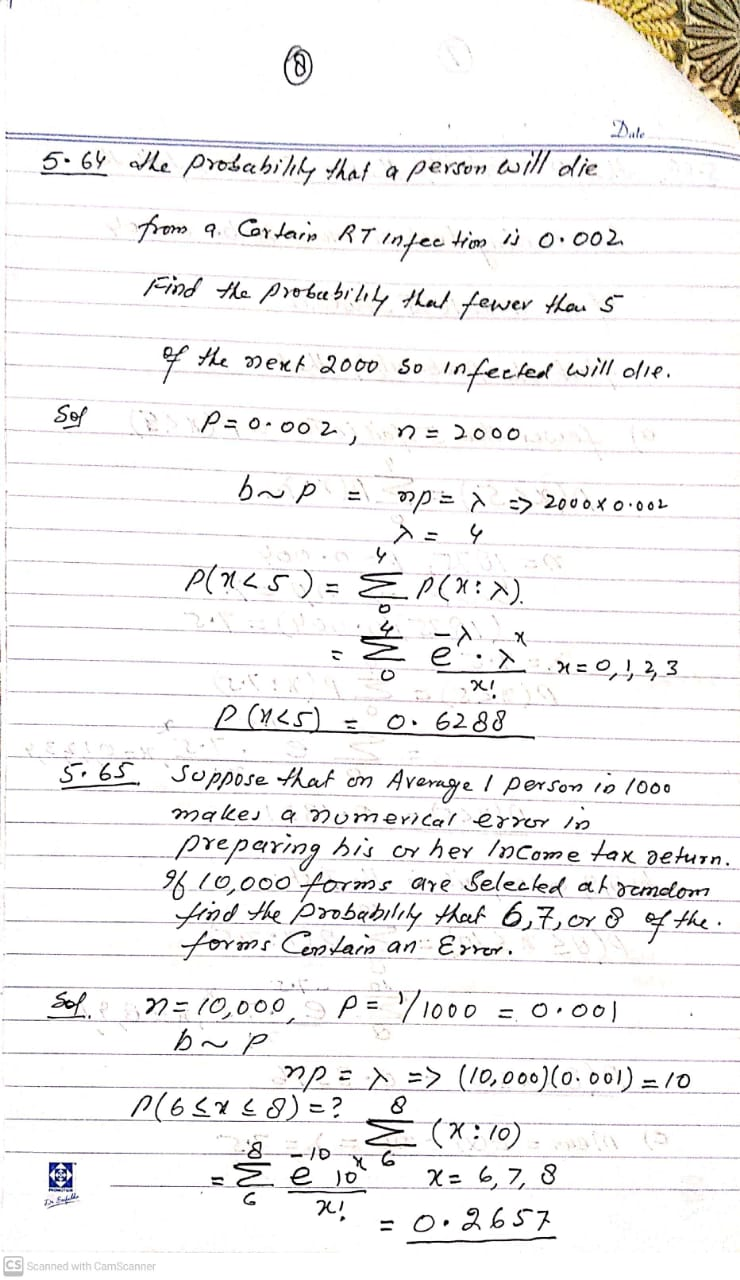 8
Date
5.64 The probability that a person will die
from a Certain RT infection is 0.002
Find the probability that fewer than 5
of the next 2000 so infected will die.
Sol P=0.002, n=2000
b~p = np = λ => 2000x0.002
λ = 4
P(x<5) = Σ₀⁴ P(x:λ).
= Σ₀⁴ e^-λ . λ^x / x! x=0,1,2,3
P(x<5) = 0.6288
5.65 Suppose that on Average 1 person in 1000
makes a numerical error in
preparing his or her Income tax return.
If 10,000 forms are Selected at random
find the Probability that 6,7, or 8 of the.
forms Contain an Error.
Sol. n=10,000, P=1/1000 = 0.001
b~P
np = λ => (10,000)(0.001) = 10
P(6≤x≤8)=? Σ₆⁸ (x:10)
= Σ₆⁸ e^-10 10^x / x! x= 6,7,8
= 0.2657
CS Scanned with CamScanner